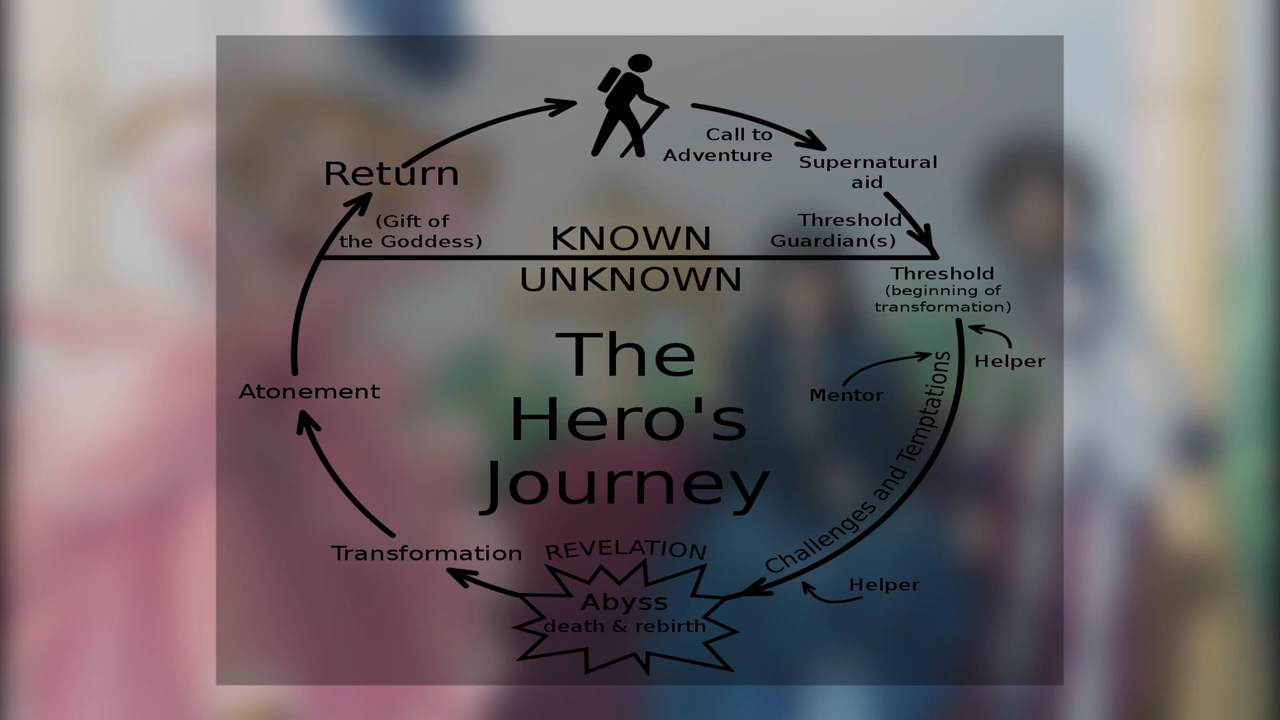 Call to
Adventure
Supernatural
aid
Return
(Gift of
the Goddess)
KNOWN
Threshold
Guardian(s)
UNKNOWN
Threshold
(beginning of
transformation)
The
Hero's
Journey
Helper
Mentor
Challenges and Temptations
Atonement
Transformation
REVELATION
Abyss
death & rebirth
Helper